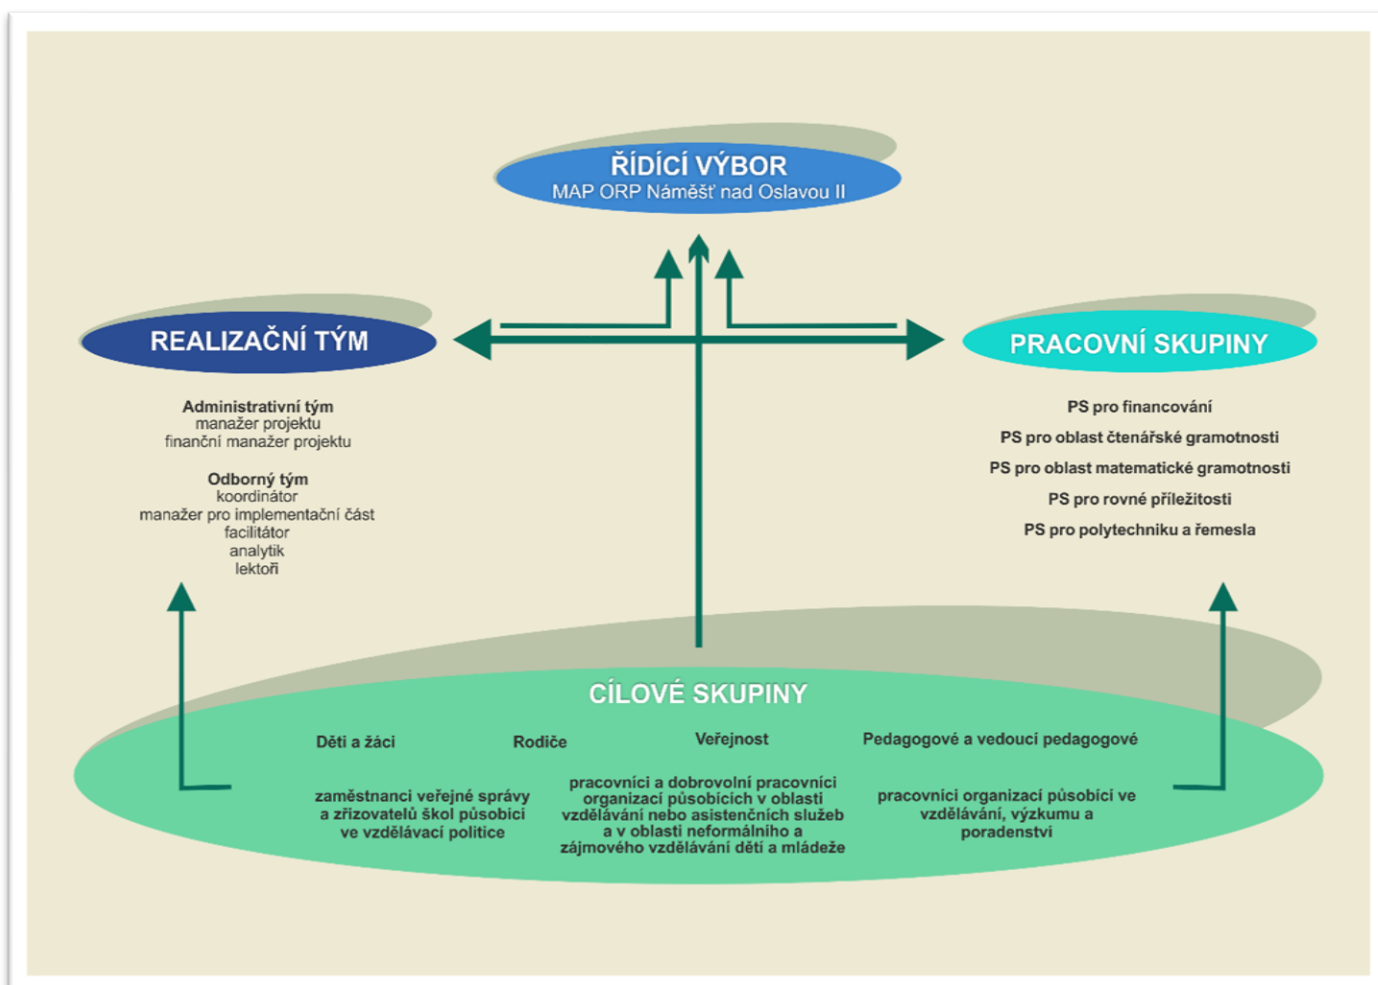 ŘÍDÍCÍ VÝBOR
MAP ORP Náměšť nad Oslavou II
REALIZAČNÍ TÝM
Administrativní tým
manažer projektu
finanční manažer projektu
Odborný tým
koordinátor
manažer pro implementační část
facilitátor
analytik
lektoři
PRACOVNÍ SKUPINY
PS pro financování
PS pro oblast čtenářské gramotnosti
PS pro oblast matematické gramotnosti
PS pro rovné příležitosti
PS pro polytechniku a řemesla
CÍLOVÉ SKUPINY
Děti a žáci
Rodiče
Veřejnost
Pedagogové a vedoucí pedagogové
zaměstnanci veřejné správy
a zřizovatelů škol působící
ve vzdělávací politice
pracovníci a dobrovolní pracovníci
organizací působících v oblasti
vzdělávání nebo asistenčních služeb
a v oblasti neformálního a
zájmového vzdělávání dětí a mládeže
pracovníci organizací působící ve
vzdělávání, výzkumu a
poradenství